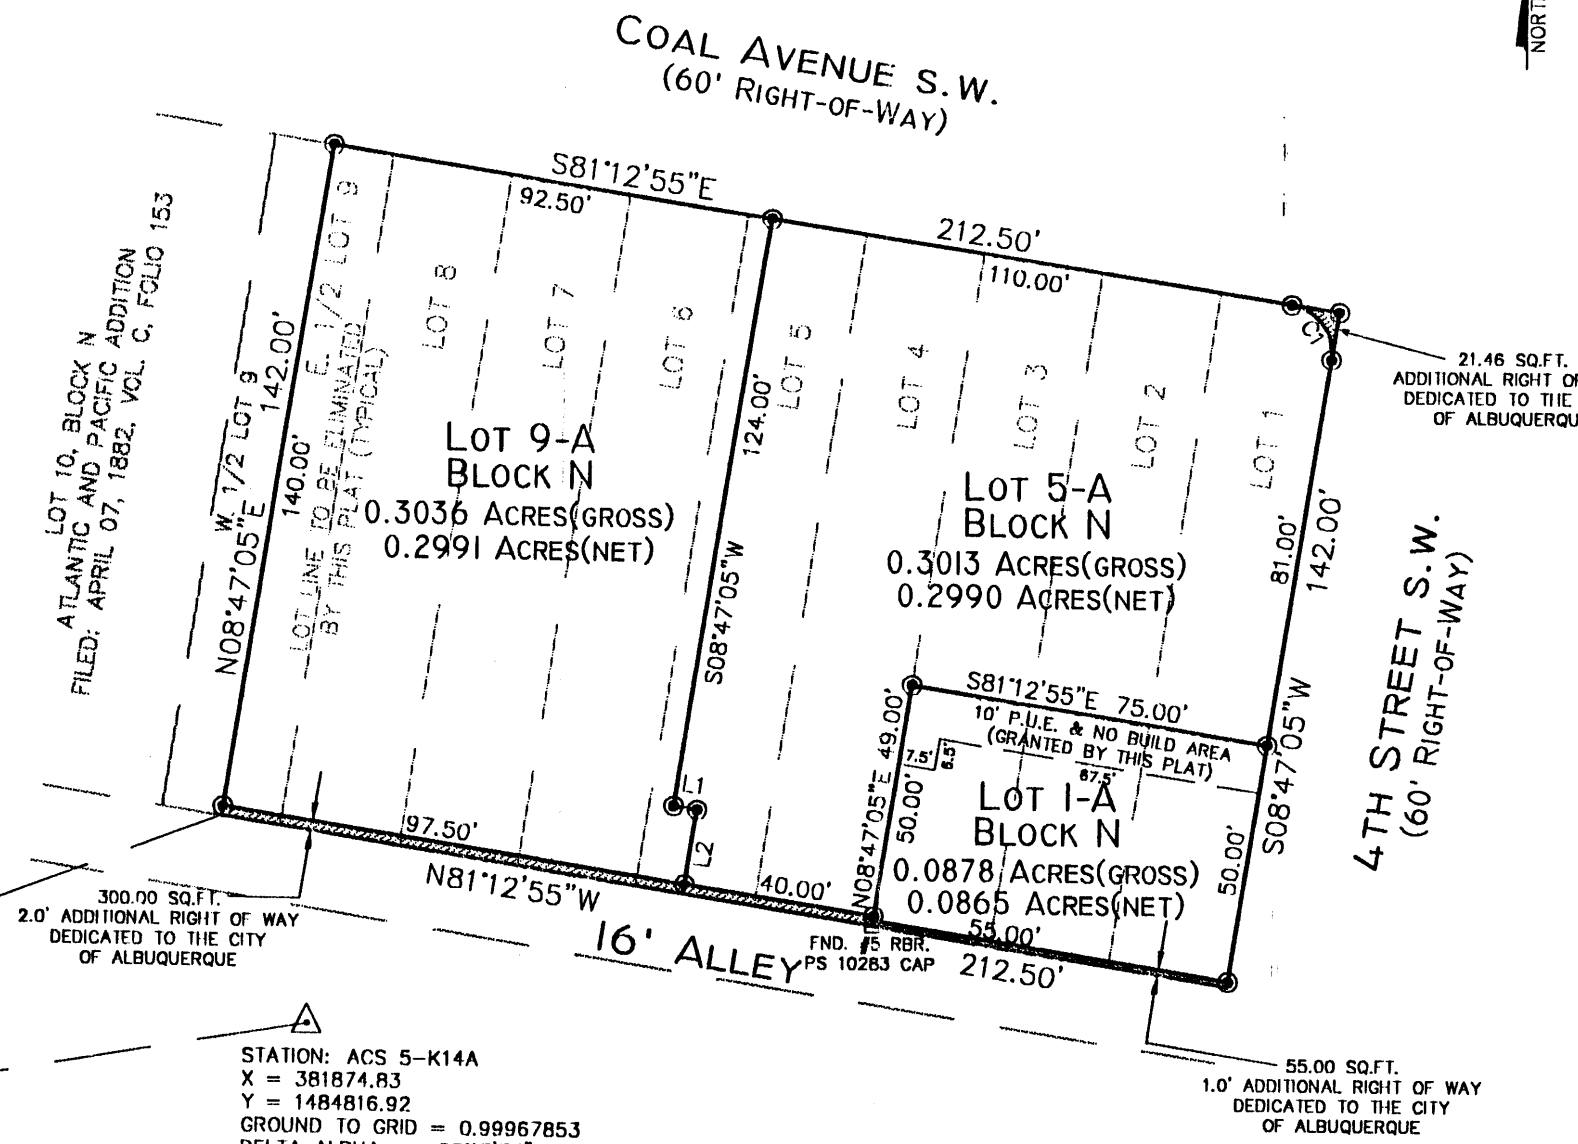 COAL AVENUE S.W.
(60' RIGHT-OF-WAY)
S81°12'55"E
92.50'
212.50'
110.00'
C1
21.46 SQ.FT.
ADDITIONAL RIGHT
DEDICATED TO THE
OF
LOT 10, BLOCK N
ATLANTIC AND PACIFIC ADDITION
FILED: APRIL 07, 1882, VOL. C, FOLIO 153
W. 1/2 LOT 9
N08°47'05"E
142.00'
140.00'
E. 1/2 LOT 9
LOT LINE TO BE ELIMINATED
BY THIS PLAT (TYPICAL)
LOT 8
LOT 7
LOT 6
LOT 5
LOT 4
LOT 3
LOT 2
LOT 1
LOT 9-A
BLOCK N
0.3036 ACRES(GROSS)
0.2991 ACRES(NET)
124.00'
S08°47'05"W
LOT 5-A
BLOCK N
0.3013 ACRES(GROSS)
0.2990 ACRES(NET)
81.00'
142.00'
S08°47'05"W
4TH STREET S.W.
(60' RIGHT-OF-WAY)
S81°12'55"E 75.00'
10' P.U.E. & NO BUILD AREA
(GRANTED BY THIS PLAT)
7.5'
6.5'
67.5'
N08°47'05"E 49.00'
50.00'
LOT 1-A
BLOCK N
0.0878 ACRES(GROSS)
0.0865 ACRES(NET)
50.00'
L1
L2
97.50'
N81°12'55"W
40.00'
55.00'
212.50'
16' ALLEY
FND. #5 RBR.
PS 10283 CAP
300.00 SQ.FT.
2.0' ADDITIONAL RIGHT OF WAY
DEDICATED TO THE CITY
OF ALBUQUERQUE
55.00 SQ.FT.
1.0' ADDITIONAL RIGHT OF WAY
DEDICATED TO THE CITY
OF ALBUQUERQUE
STATION: ACS 5-K14A
X = 381874.83
Y = 1484816.92
GROUND TO GRID = 0.99967853